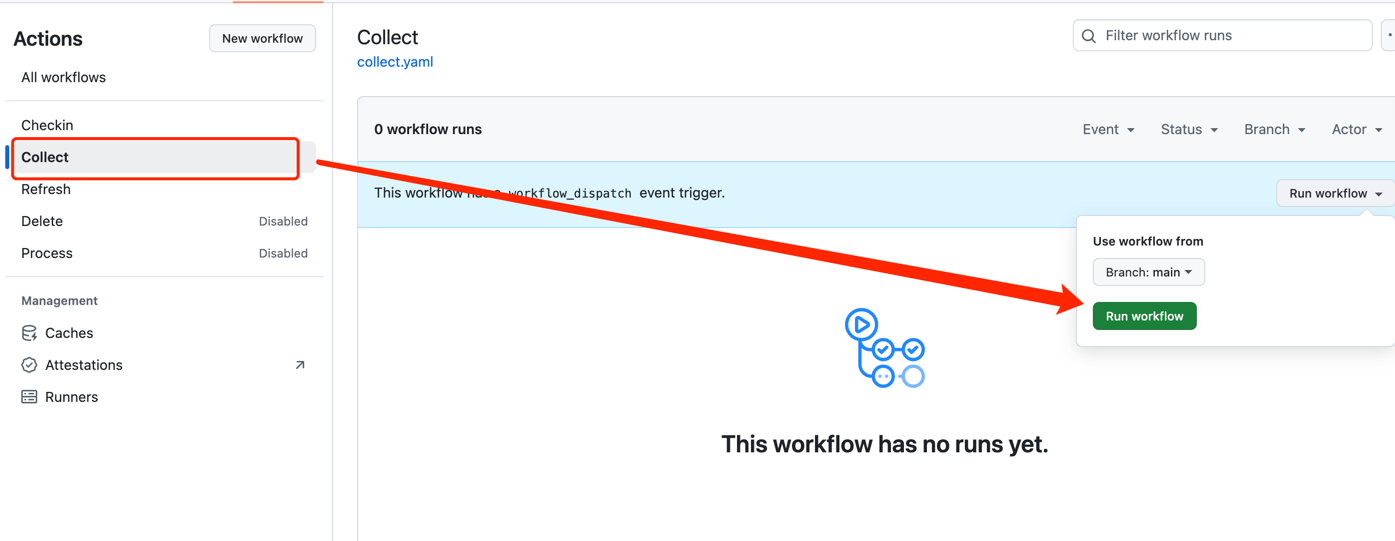 Actions
New workflow
All workflows
Checkin
Collect
Refresh
Delete Disabled
Process Disabled
Management
Caches
Attestations
Runners
Collect
collect.yaml
Filter workflow runs
0 workflow runs
Event Status Branch Actor
This workflow workflow_dispatch event trigger.
Run workflow
Use workflow from
Branch: main
Run workflow
This workflow has no runs yet.